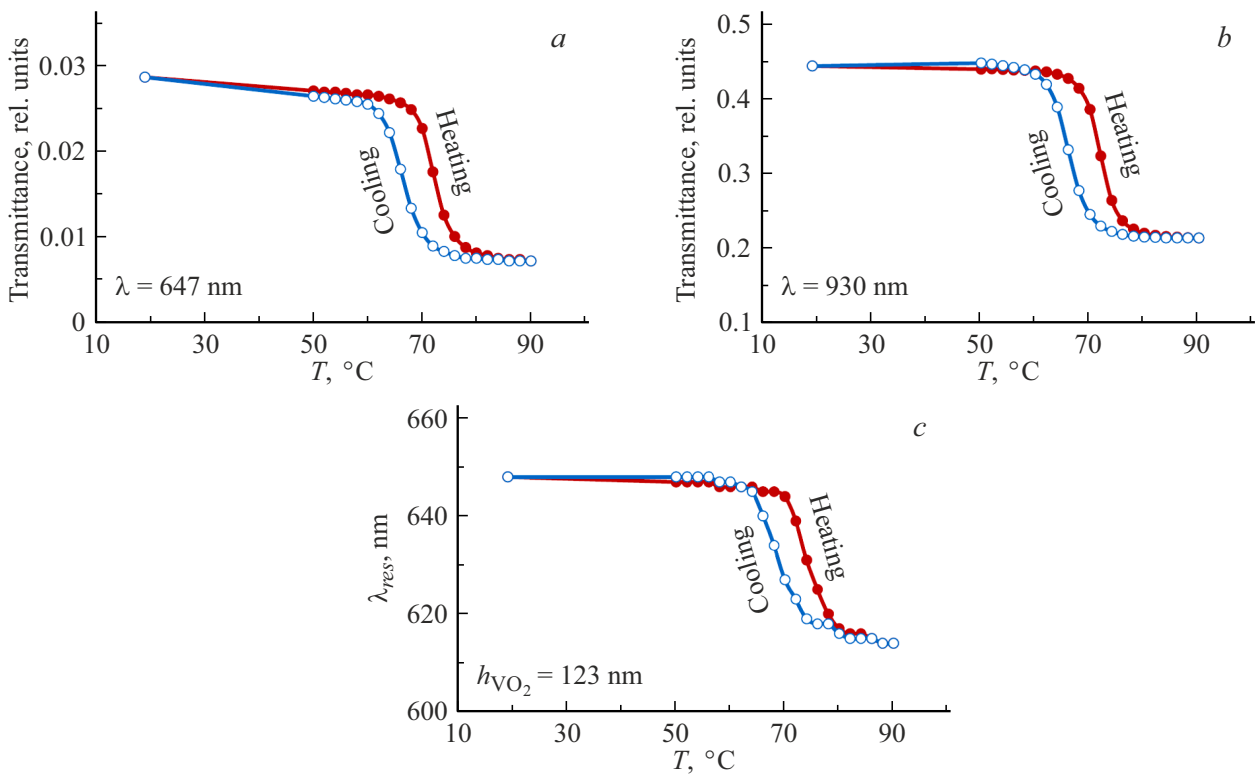 a
Transmittance, rel. units
0.03
0.02
0.01
0
Heating
Cooling
λ = 647 nm
10
30
50
70
90
T, °C
b
Transmittance, rel. units
0.5
0.4
0.3
0.2
0.1
Heating
Cooling
λ = 930 nm
10
30
50
70
90
T, °C
c
λres, nm
660
640
620
600
Heating
Cooling
hVO2 = 123 nm
10
30
50
70
90
T, °C